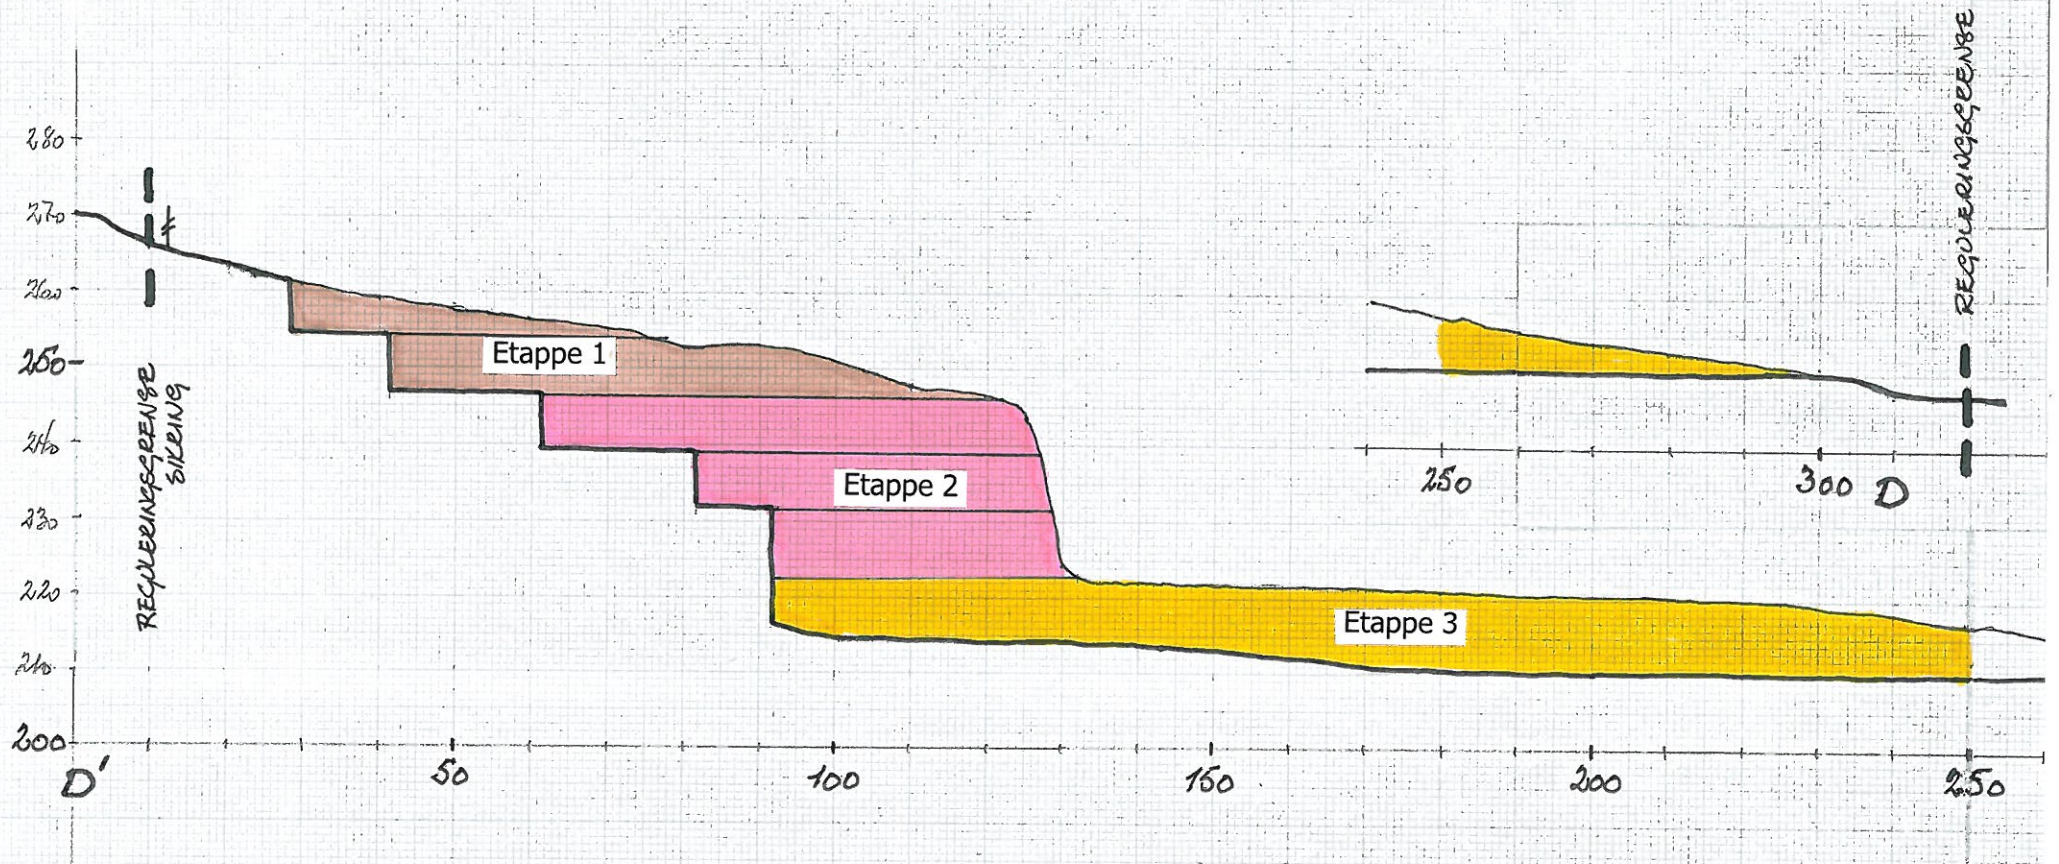 280
270
260
250
240
230
220
210
200
REGULERINGSGRENSE
SIKRING
Etappe 1
Etappe 2
Etappe 3
D'
50
100
150
200
250
REGULERINGSGRENSE
250
300
D